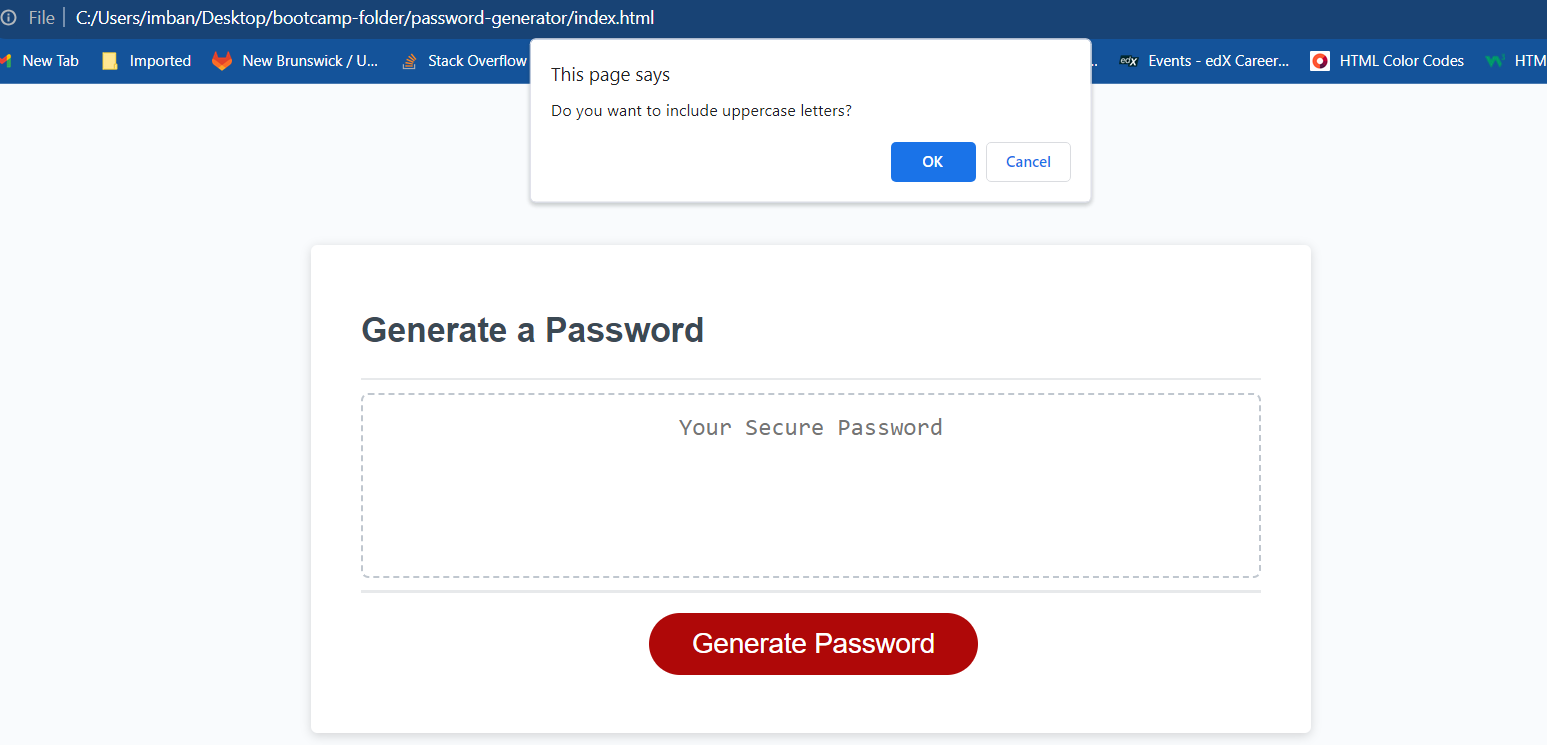 File | C:/Users/imban/Desktop/bootcamp-folder/password-generator/index.html
New Tab Imported New Brunswick / U... Stack Overflow ... edX Events - edX Career... HTML Color Codes HTM
This page says
Do you want to include uppercase letters?
OK Cancel
Generate a Password
Your Secure Password
Generate Password